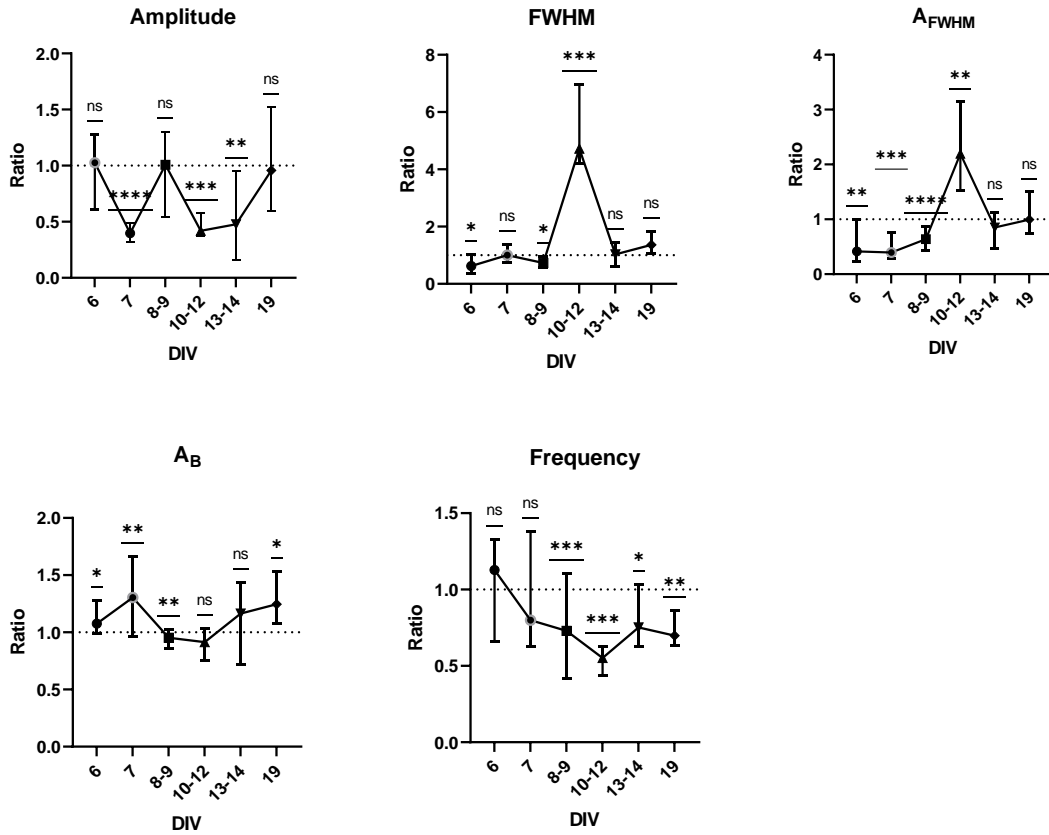 Amplitude
2.0
1.5
1.0
0.5
0.0
Ratio
ns
****
ns
***
**
ns
6
7
8-9
10-12
13-14
19
DIV
FWHM
8
6
4
2
0
Ratio
*
ns
*
***
ns
ns
6
7
8-9
10-12
13-14
19
DIV
AFWHM
4
3
2
1
0
Ratio
**
***
****
**
ns
ns
6
7
8-9
10-12
13-14
19
DIV
AB
2.0
1.5
1.0
0.5
0.0
Ratio
*
**
**
ns
ns
*
6
7
8-9
10-12
13-14
19
DIV
Frequency
1.5
1.0
0.5
0.0
Ratio
ns
ns
***
***
*
**
6
7
8-9
10-12
13-14
19
DIV